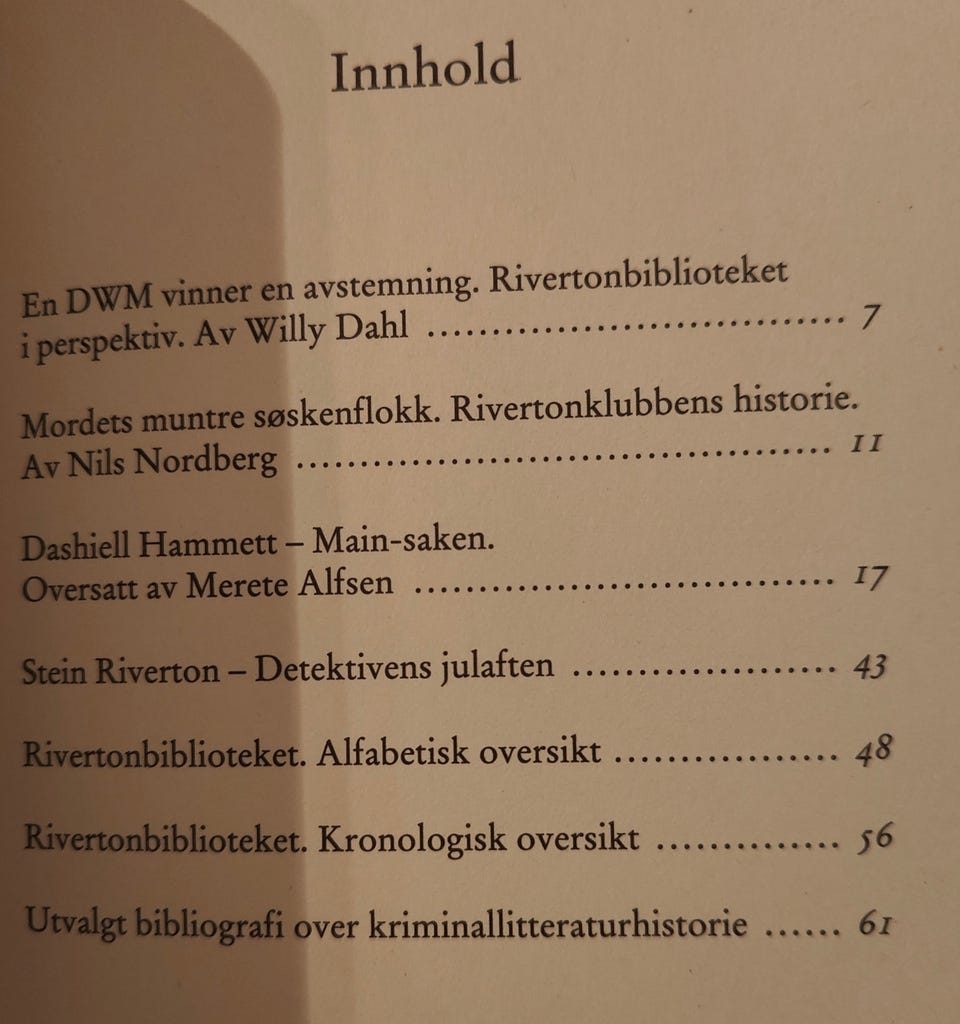 Innhold
En DWM vinner en avstemning. Rivertonbiblioteket
i perspektiv. Av Willy Dahl ........................................ 7
Mordets muntre søskenflokk. Rivertonklubbens historie.
Av Nils Nordberg .................................................. 11
Dashiell Hammett – Main-saken.
Oversatt av Merete Alfsen ....................................... 17
Stein Riverton – Detektivens julaften .................... 43
Rivertonbiblioteket. Alfabetisk oversikt ................. 48
Rivertonbiblioteket. Kronologisk oversikt .............. 56
Utvalgt bibliografi over kriminallitteraturhistorie ...... 61